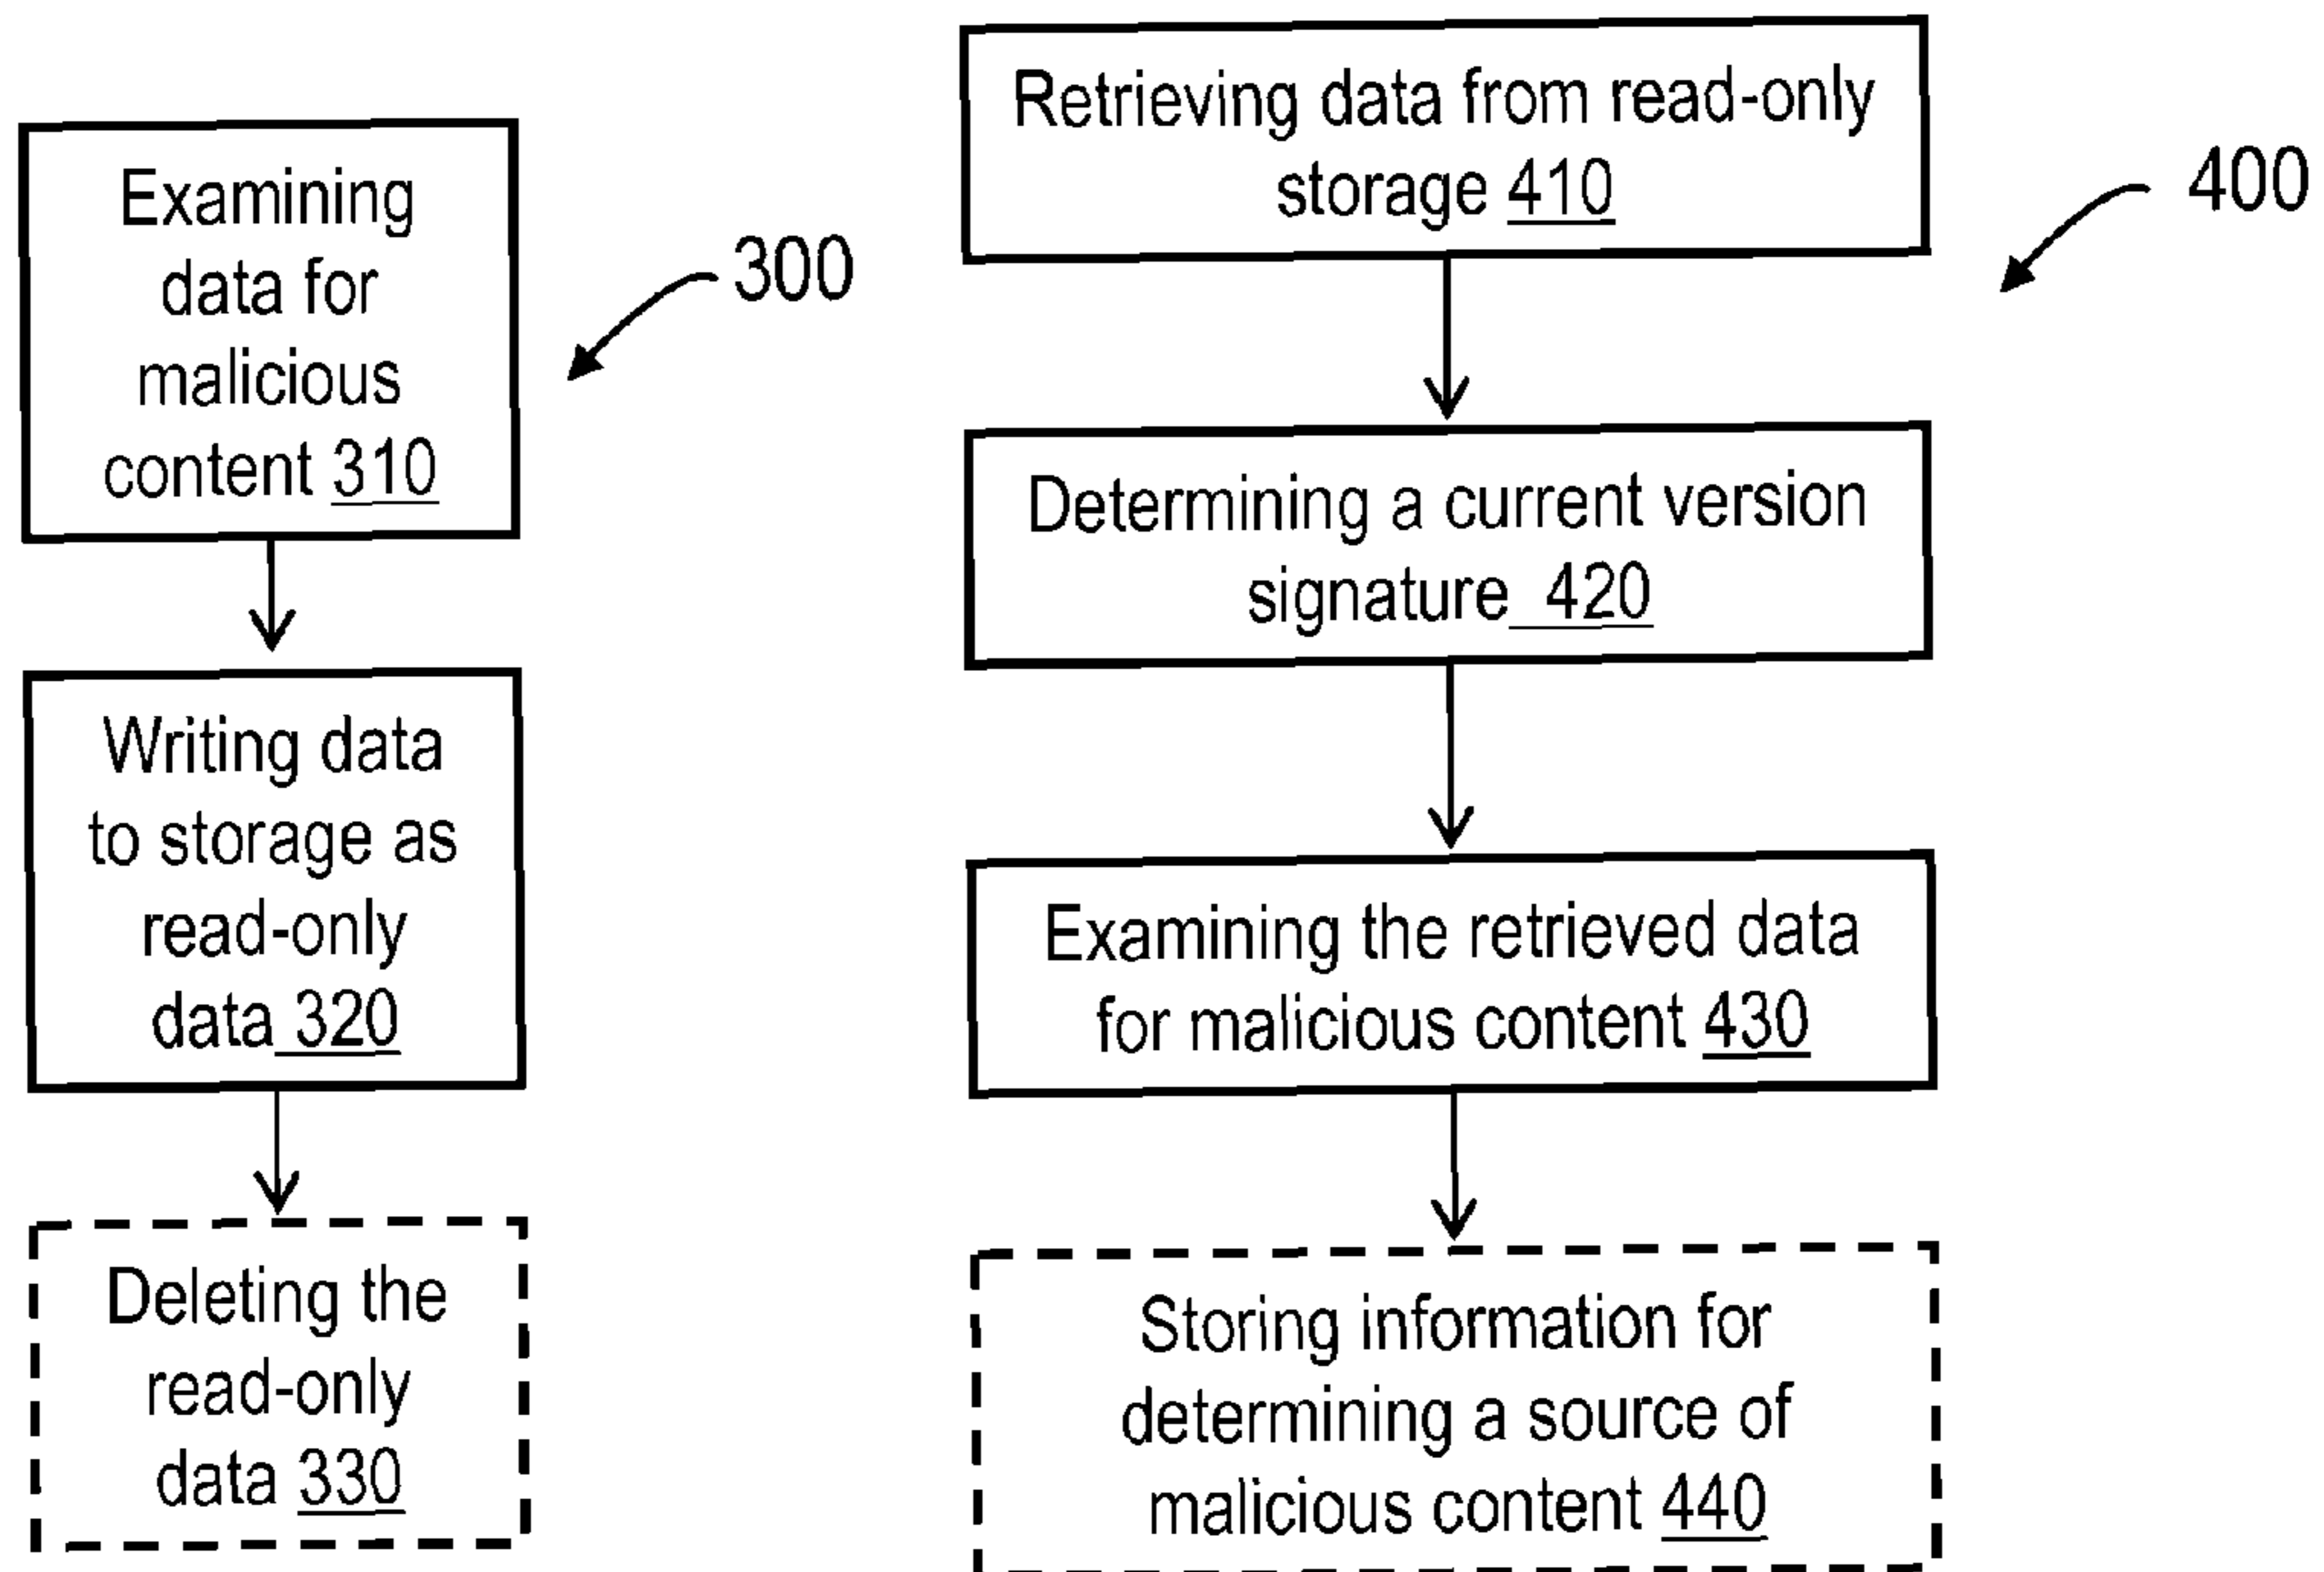 Examining
data for
malicious
content 310
300
Writing data
to storage as
read-only
data 320
Deleting the
read-only
data 330
Retrieving data from read-only
storage 410
400
Determining a current version
signature 420
Examining the retrieved data
for malicious content 430
Storing information for
determining a source of
malicious content 440